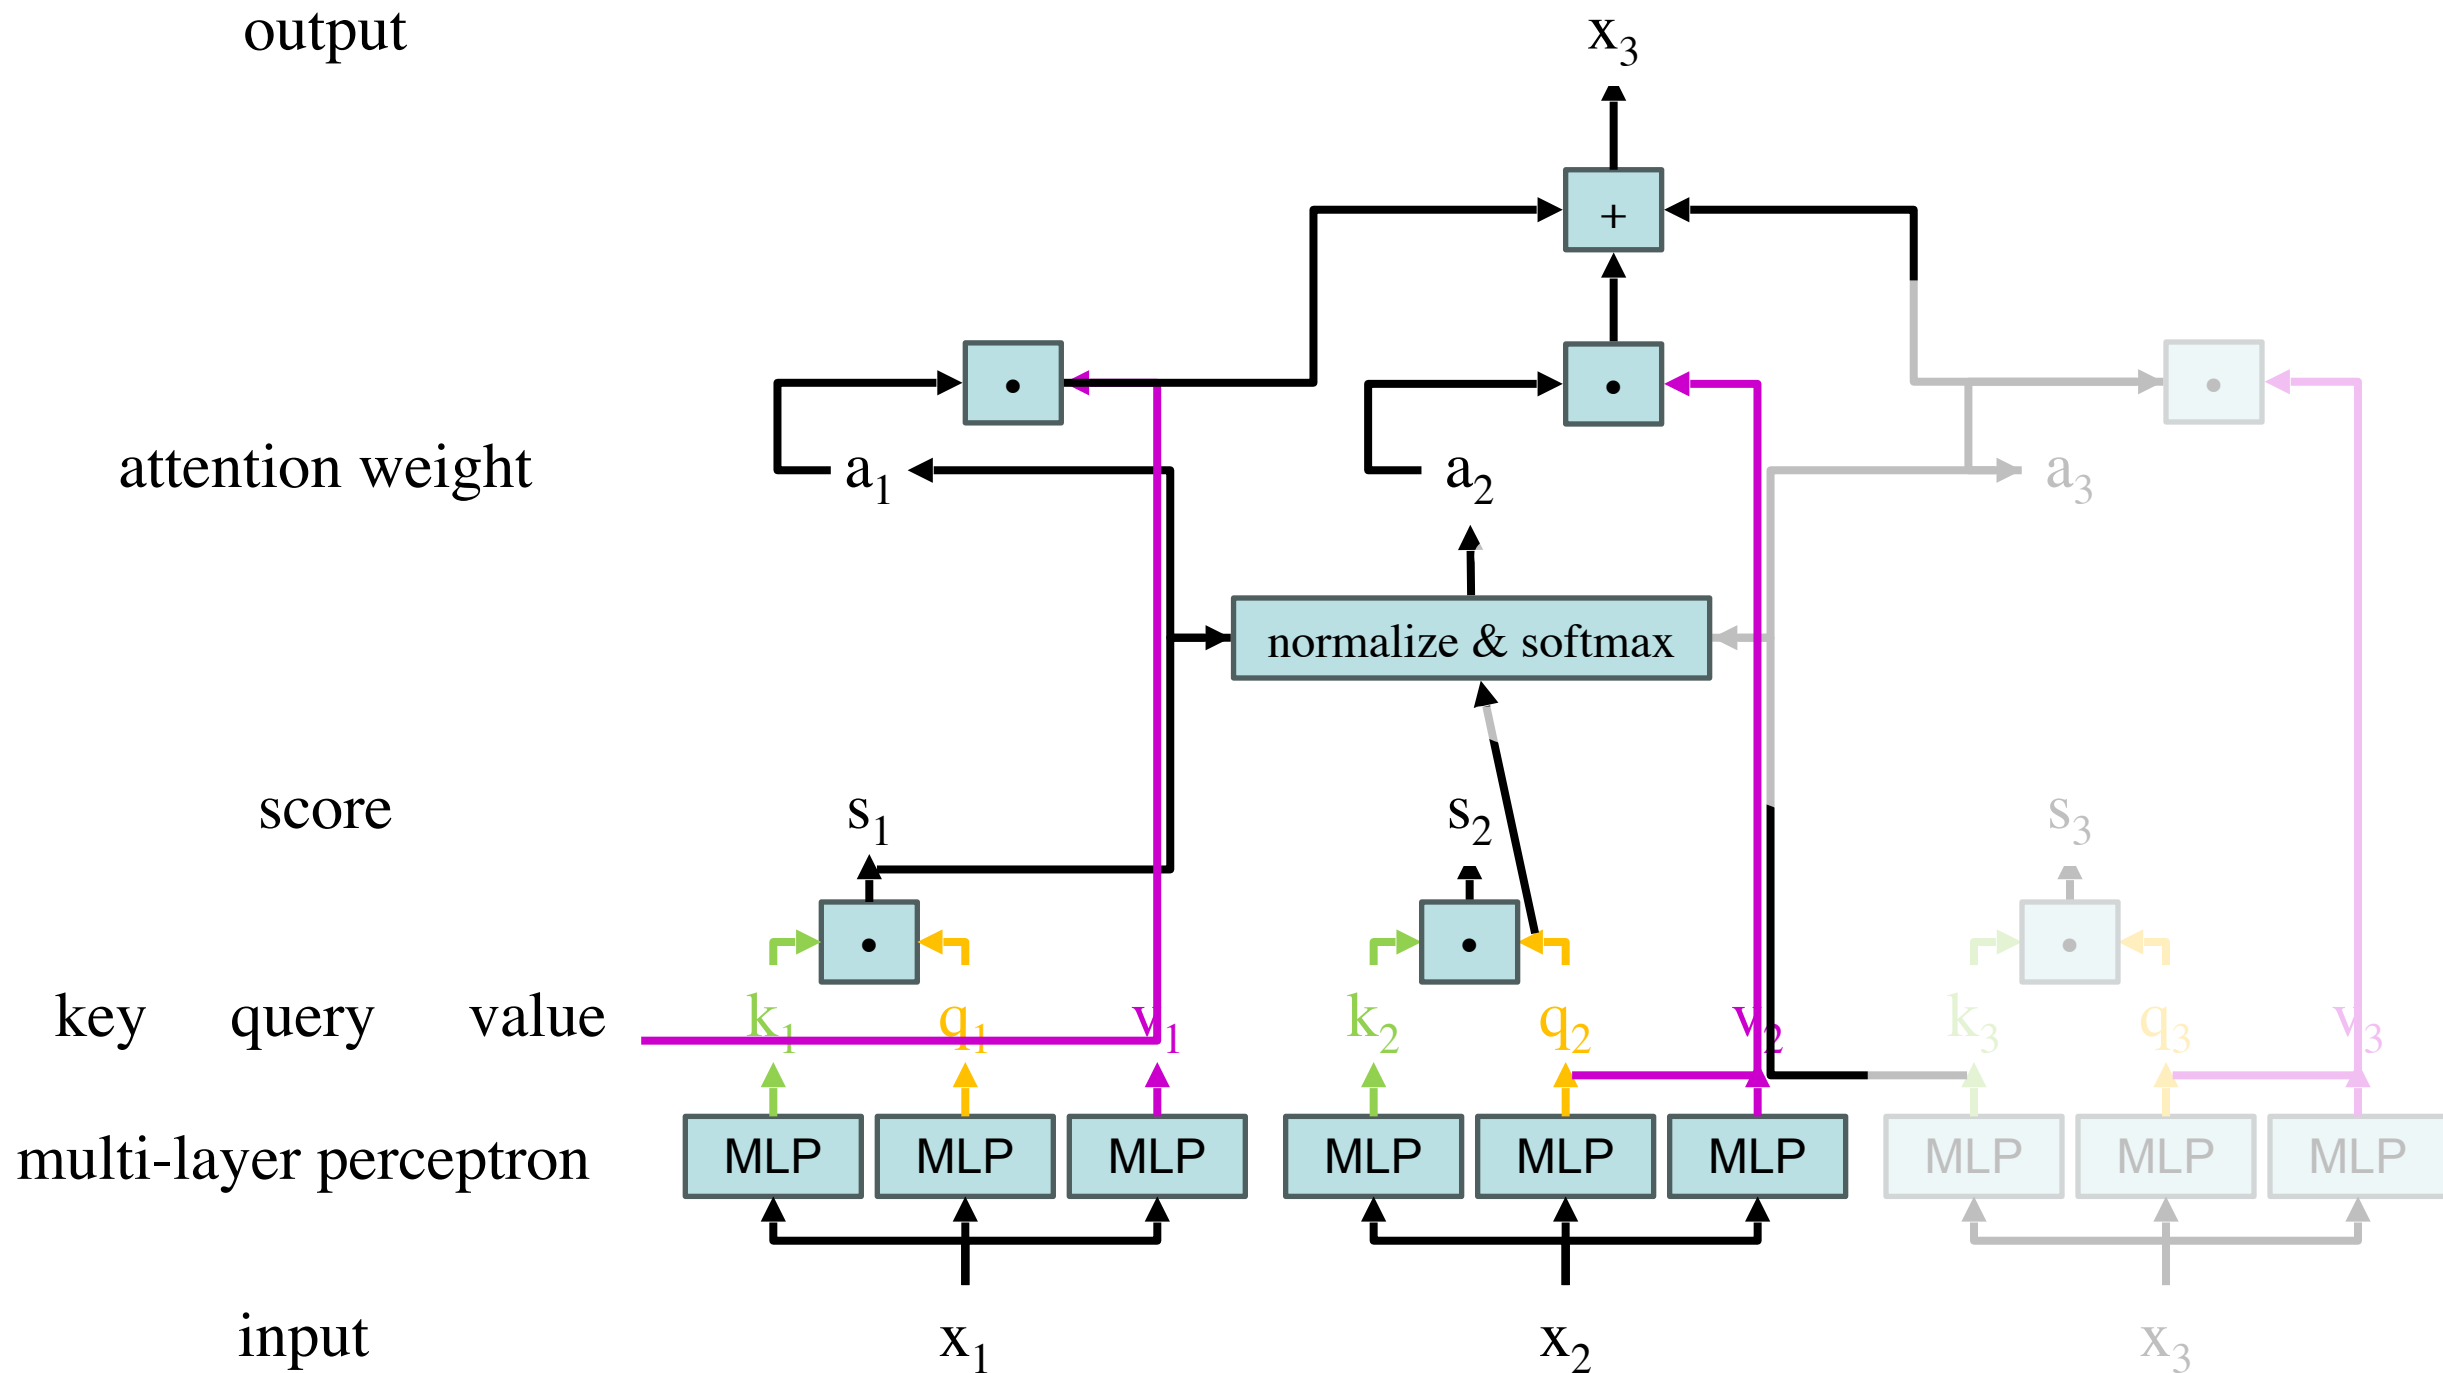 output x₃
+
• • •
attention weight a₁ a₂ a₃
normalize & softmax
score s₁ s₂ s₃
• • •
key query value k₁ q₁ v₁ k₂ q₂ v₂ k₃ q₃ v₃
multi-layer perceptron MLP MLP MLP MLP MLP MLP MLP MLP MLP
input x₁ x₂ x₃